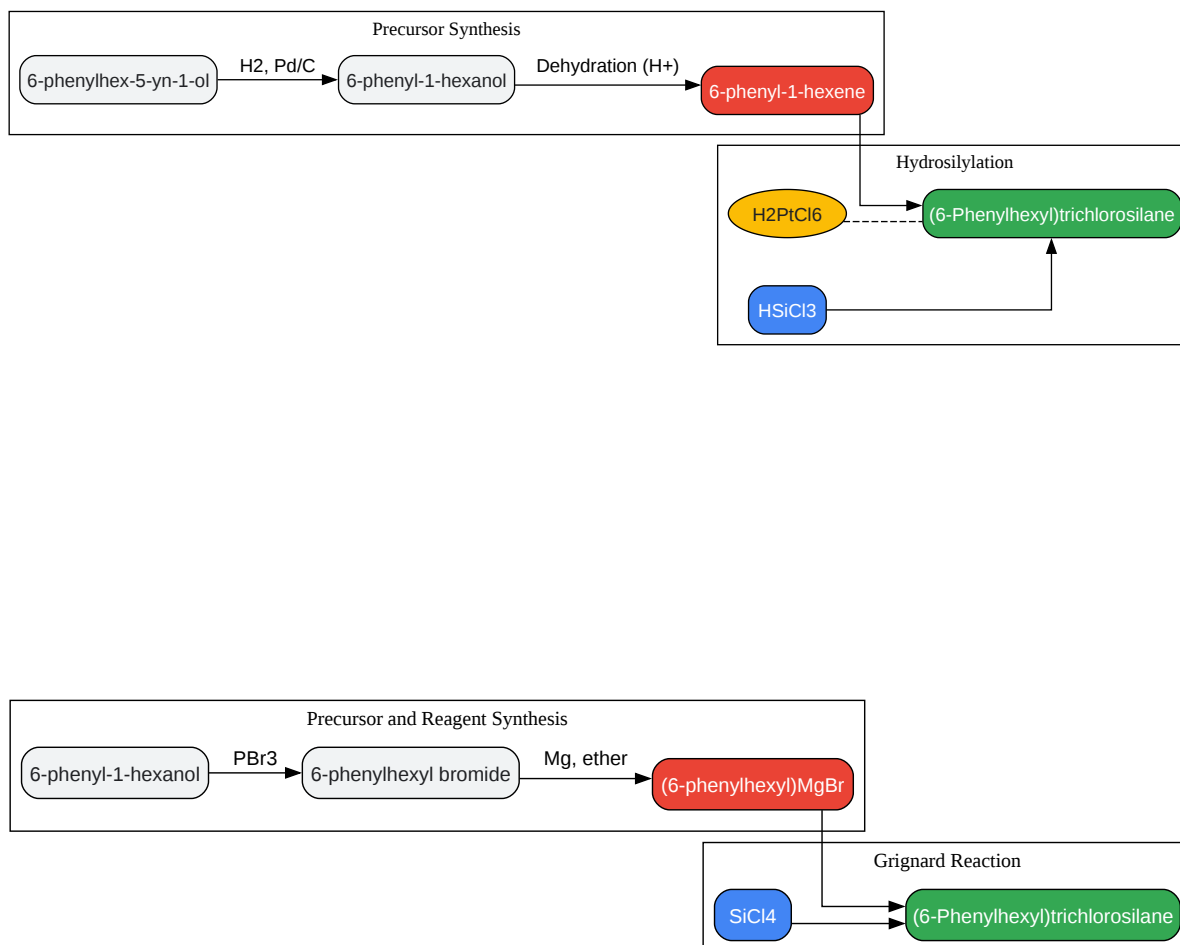 Precursor Synthesis
6-phenylhex-5-yn-1-ol
H2, Pd/C
6-phenyl-1-hexanol
Dehydration (H+)
6-phenyl-1-hexene
Hydrosilylation
H2PtCl6
(6-Phenylhexyl)trichlorosilane
HSiCl3
Precursor and Reagent Synthesis
6-phenyl-1-hexanol
PBr3
6-phenylhexyl bromide
Mg, ether
(6-phenylhexyl)MgBr
Grignard Reaction
SiCl4
(6-Phenylhexyl)trichlorosilane